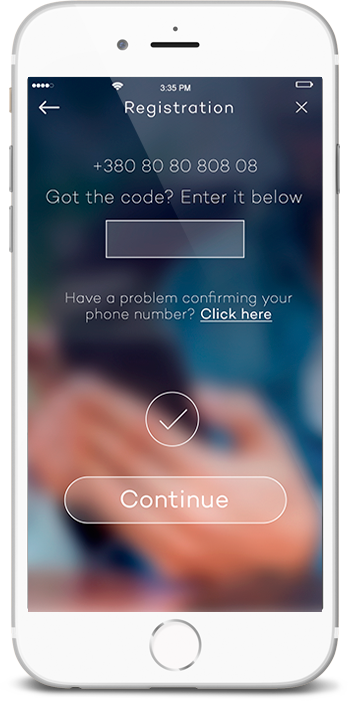 3:35 PM
Registration
+380 80 80 808 08
Got the code? Enter it below
Have a problem confirming your
phone number? Click here
Continue